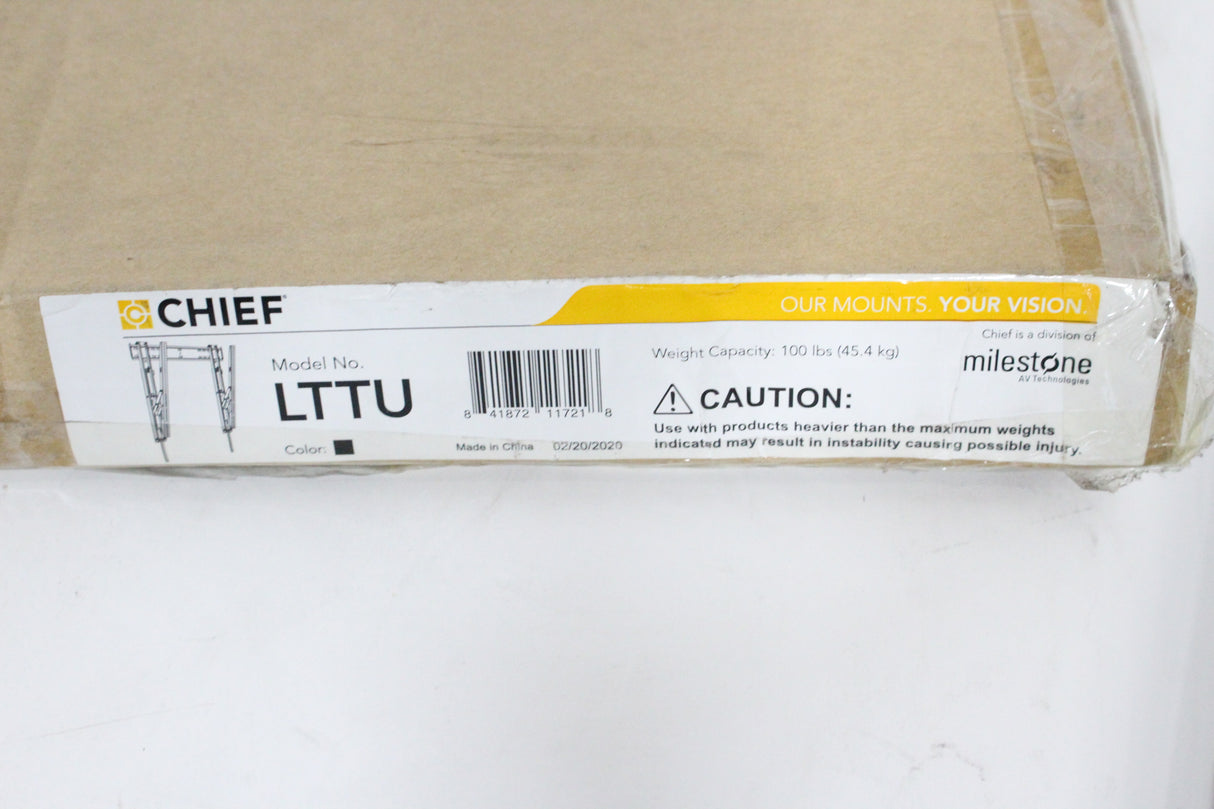 CHIEF
OUR MOUNTS. YOUR VISION.
Model No.
LTTU
Color:
8 41872 11721 8
Made in China 02/20/2020
Weight Capacity: 100 lbs (45.4 kg)
CAUTION:
Use with products heavier than the maximum weights
indicated may result in instability causing possible injury.
Chief is a division of
milestone
AV Technologies